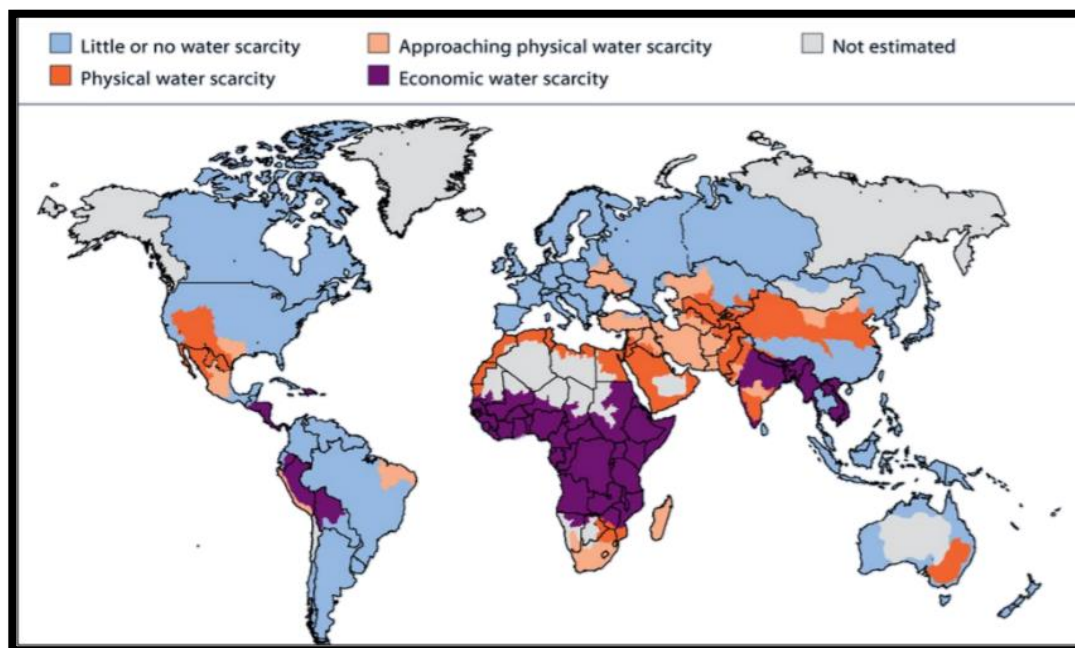 Little or no water scarcity
Approaching physical water scarcity
Not estimated
Physical water scarcity
Economic water scarcity